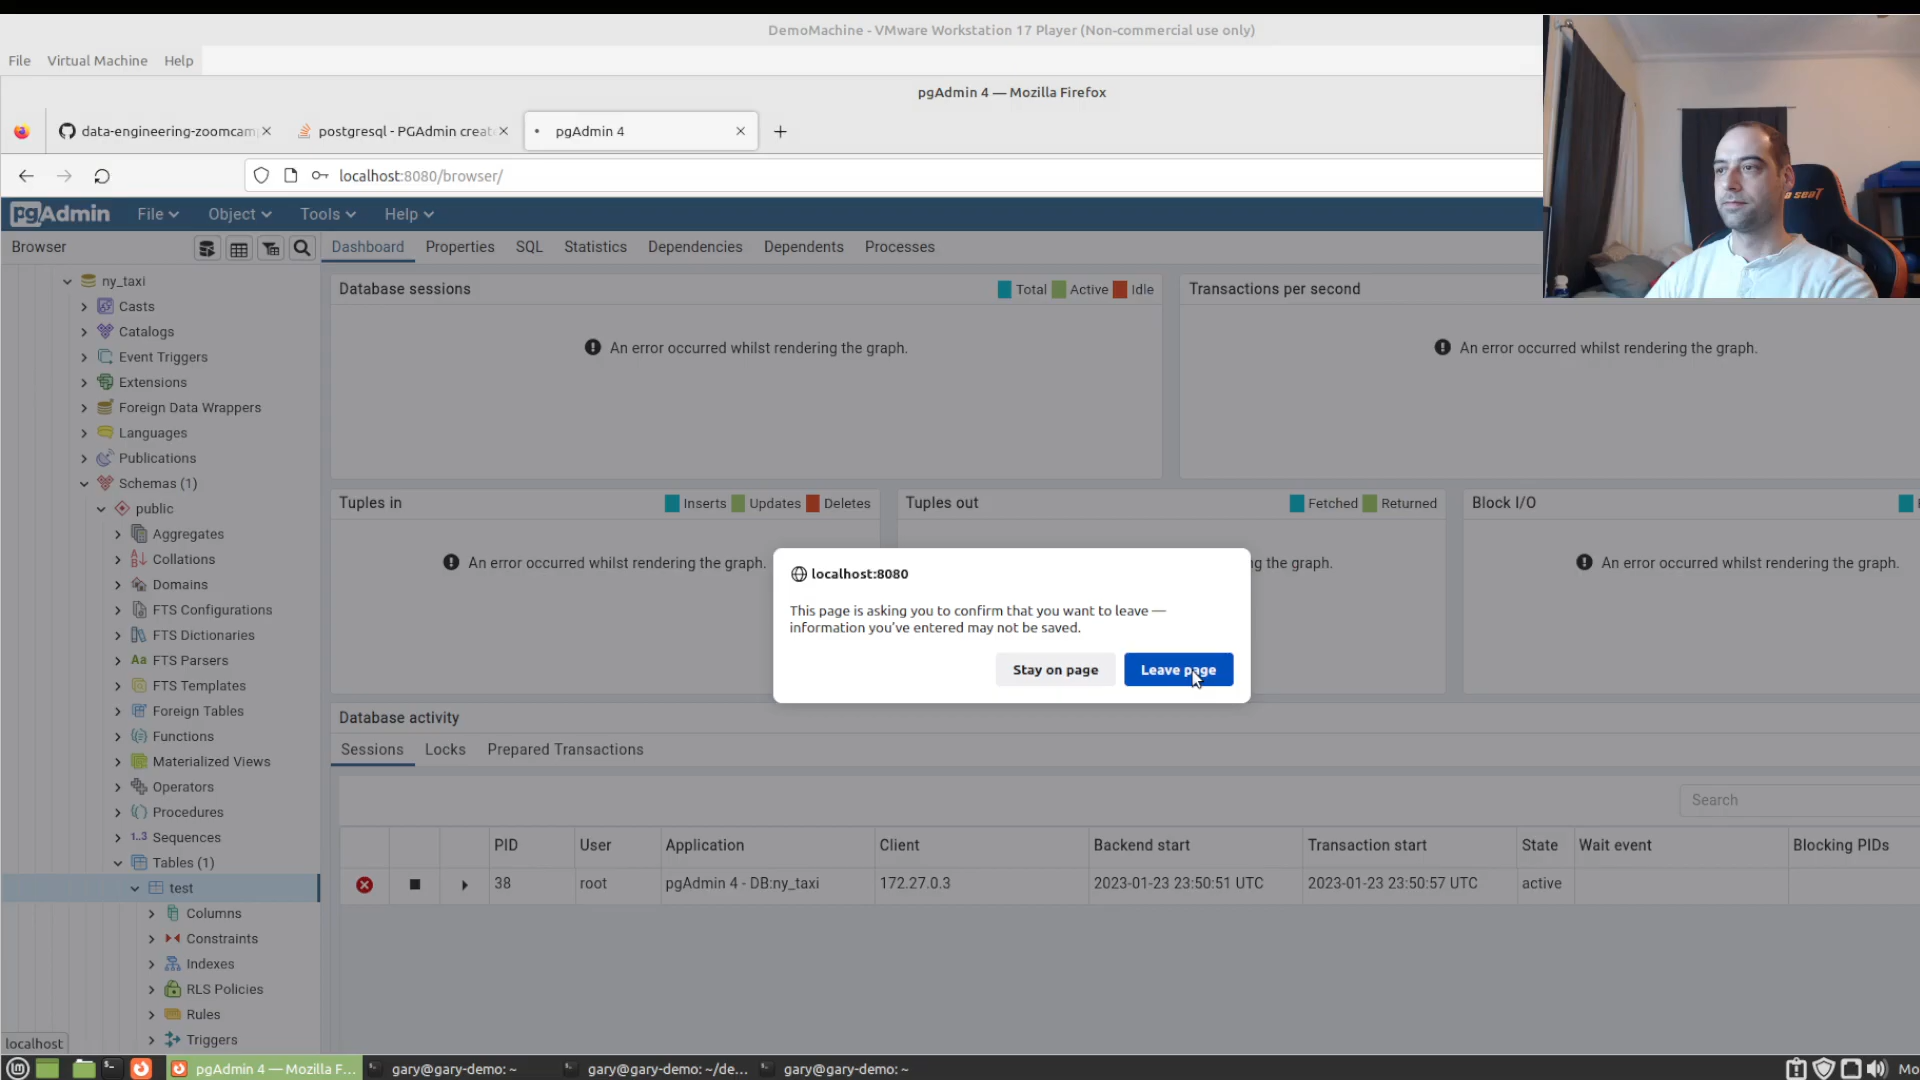 DemoMachine - VMware Workstation 17 Player (Non-commercial use only)
File Virtual Machine Help
pgAdmin 4 — Mozilla Firefox
data-engineering-zoomcamp
postgresql - PGAdmin create
pgAdmin 4
localhost:8080/browser/
pgAdmin File Object Tools Help
Browser
Dashboard Properties SQL Statistics Dependencies Dependents Processes
ny_taxi
Casts
Catalogs
Event Triggers
Extensions
Foreign Data Wrappers
Languages
Publications
Schemas (1)
public
Aggregates
Collations
Domains
FTS Configurations
FTS Dictionaries
Aa FTS Parsers
FTS Templates
Foreign Tables
Functions
Materialized Views
Operators
Procedures
1..3 Sequences
Tables (1)
test
Columns
Constraints
Indexes
RLS Policies
Rules
Triggers
Database sessions
Total Active Idle
An error occurred whilst rendering the graph.
Transactions per second
An error occurred whilst rendering the graph.
Tuples in
Inserts Updates Deletes
An error occurred whilst rendering the graph.
Tuples out
Fetched Returned
ng the graph.
Block I/O
An error occurred whilst rendering the graph.
localhost:8080
This page is asking you to confirm that you want to leave —
information you've entered may not be saved.
Stay on page Leave page
Database activity
Sessions Locks Prepared Transactions
Search
PID User Application Client Backend start Transaction start State Wait event Blocking PIDs
38 root pgAdmin 4 - DB:ny_taxi 172.27.0.3 2023-01-23 23:50:51 UTC 2023-01-23 23:50:57 UTC active
localhost
pgAdmin 4 — Mozilla F...
gary@gary-demo: ~
gary@gary-demo: ~/de...
gary@gary-demo: ~
Mo